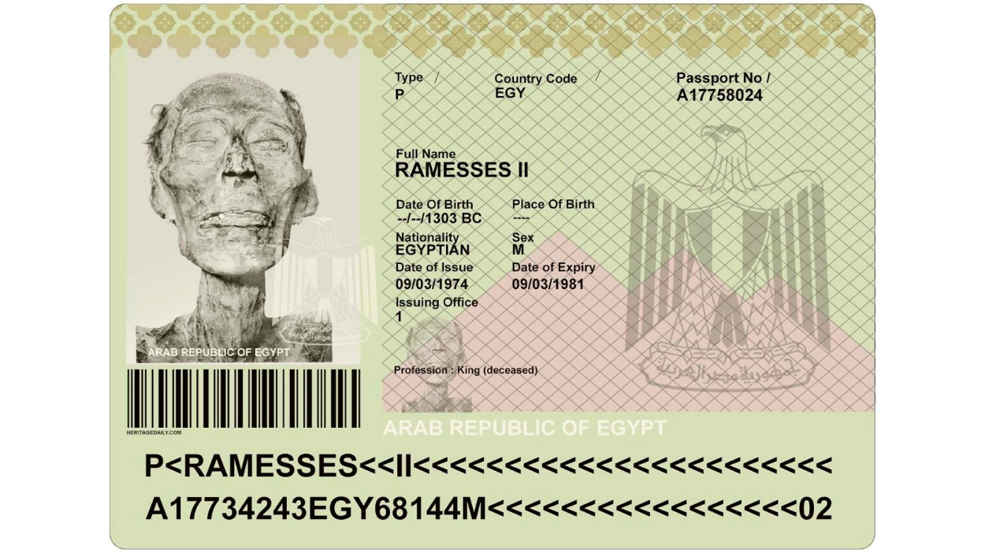 Type /
P
Country Code /
EGY
Passport No /
A17758024
Full Name
RAMESSES II
Date Of Birth
--/--/1303 BC
Place Of Birth
----
Nationality
EGYPTIAN
Sex
M
Date of Issue
09/03/1974
Date of Expiry
09/03/1981
Issuing Office
1
Profession : King (deceased)
جمهورية مصر العربية
جمهورية مصر العربية
ARAB REPUBLIC OF EGYPT
HERITAGEDAILY.COM
ARAB REPUBLIC OF EGYPT
P<RAMESSES<<II<<<<<<<<<<<<<<<<<<<<<<<<
A17734243EGY68144M<<<<<<<<<<<<<<<<<<02